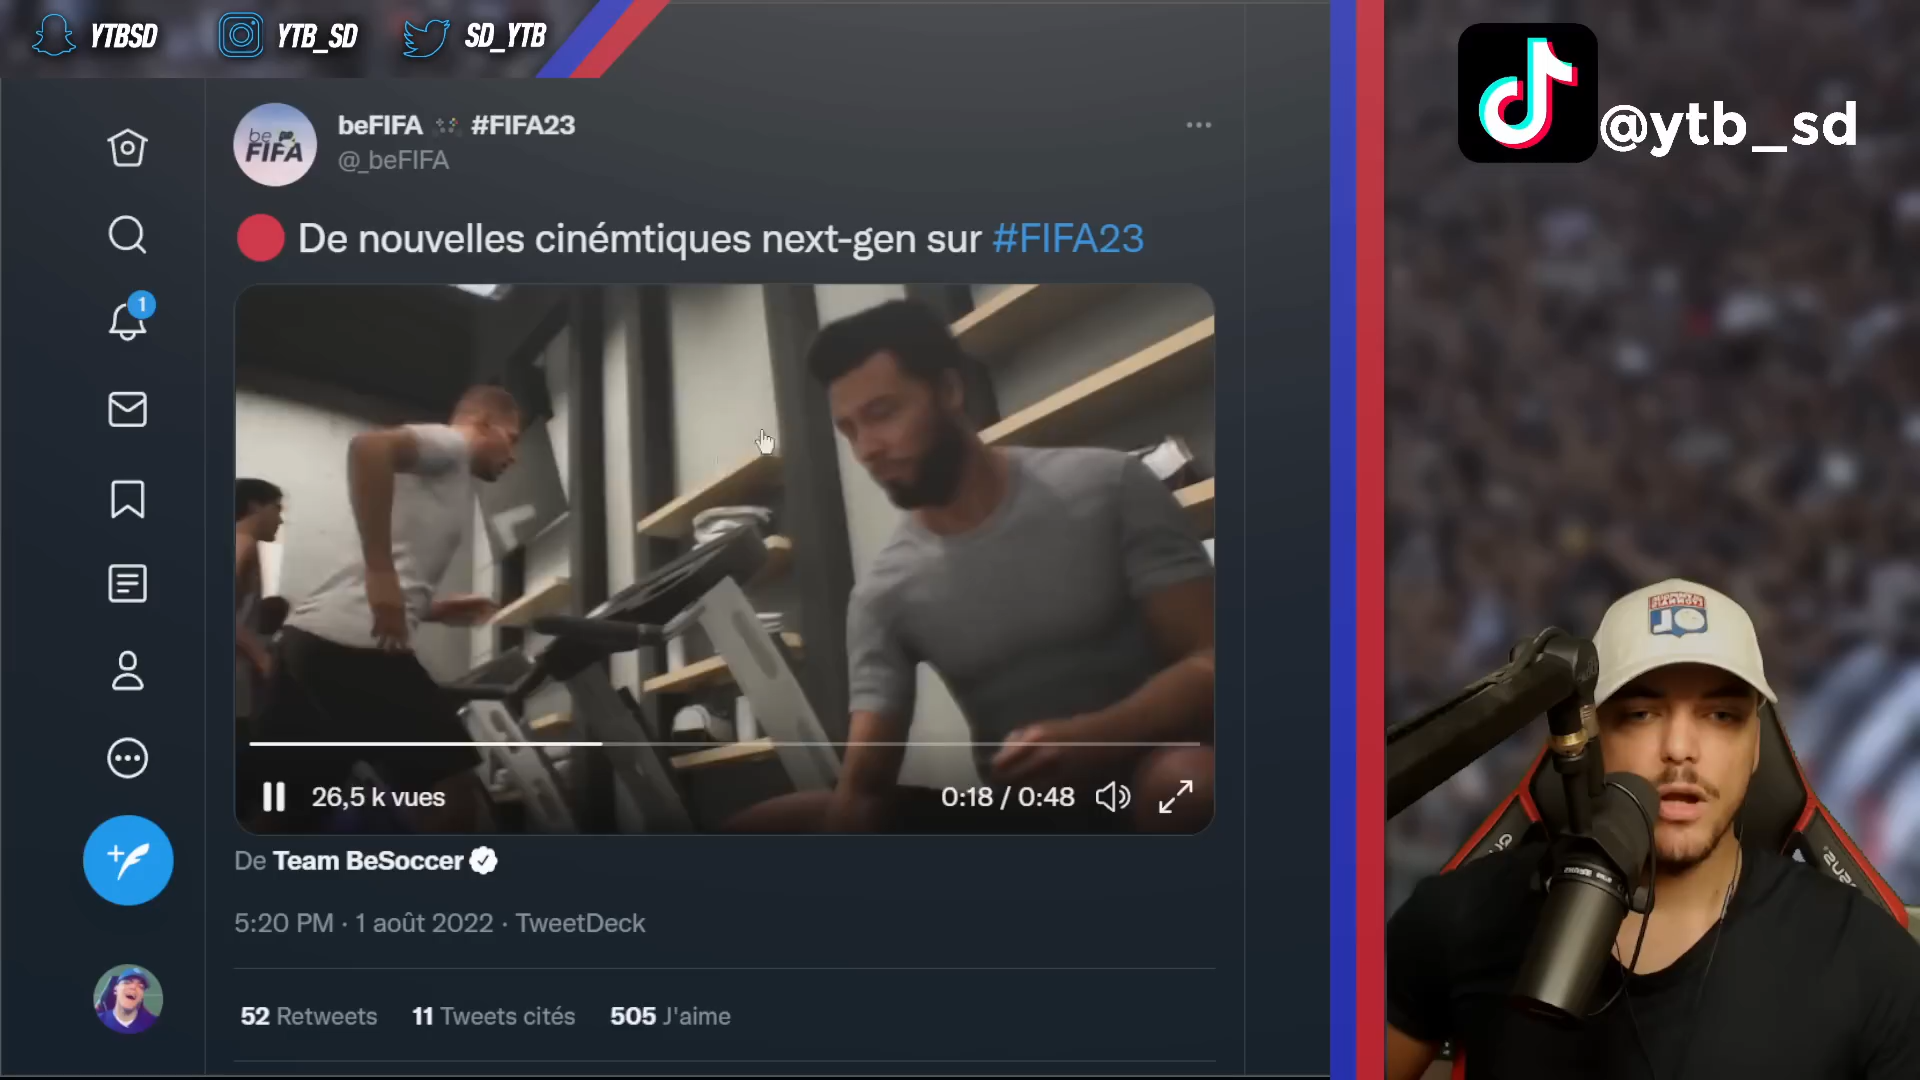 YTBSD
YTB_SD
SD_YTB
@ytb_sd
be
FIFA
beFIFA #FIFA23
@_beFIFA
De nouvelles cinémtiques next-gen sur #FIFA23
1
26,5 k vues
0:18 / 0:48
De Team BeSoccer
5:20 PM · 1 août 2022 · TweetDeck
52 Retweets 11 Tweets cités 505 J'aime